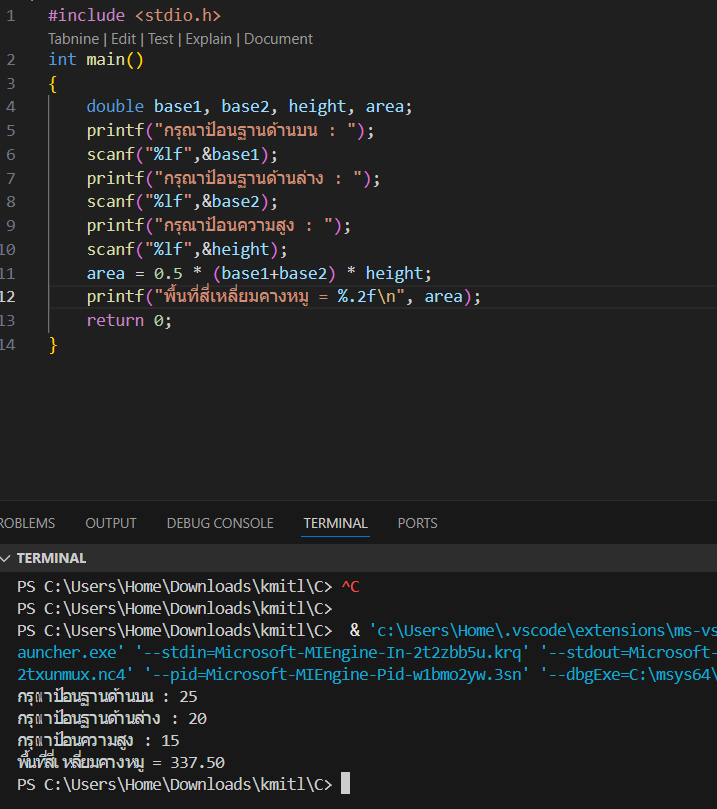 1 #include <stdio.h>
Tabnine | Edit | Test | Explain | Document
2 int main()
3 {
4 double base1, base2, height, area;
5 printf("กรุณาป้อนฐานด้านบน : ");
6 scanf("%lf",&base1);
7 printf("กรุณาป้อนฐานด้านล่าง : ");
8 scanf("%lf",&base2);
9 printf("กรุณาป้อนความสูง : ");
10 scanf("%lf",&height);
11 area = 0.5 * (base1+base2) * height;
12 printf("พื้นที่สี่เหลี่ยมคางหมู = %.2f\n", area);
13 return 0;
14 }
ROBLEMS OUTPUT DEBUG CONSOLE TERMINAL PORTS
TERMINAL
PS C:\Users\Home\Downloads\kmitl\C> ^C
PS C:\Users\Home\Downloads\kmitl\C>
PS C:\Users\Home\Downloads\kmitl\C> & 'c:\Users\Home\.vscode\extensions\ms-vs
auncher.exe' '--stdin=Microsoft-MIEngine-In-2t2zbb5u.krq' '--stdout=Microsoft-
2txunmux.nc4' '--pid=Microsoft-MIEngine-Pid-w1bmo2yw.3sn' '--dbgExe=C:\msys64\
กรุณาป้อนฐานด้านบน : 25
กรุณาป้อนฐานด้านล่าง : 20
กรุณาป้อนความสูง : 15
พื้นที่สี่เหลี่ยมคางหมู = 337.50
PS C:\Users\Home\Downloads\kmitl\C>